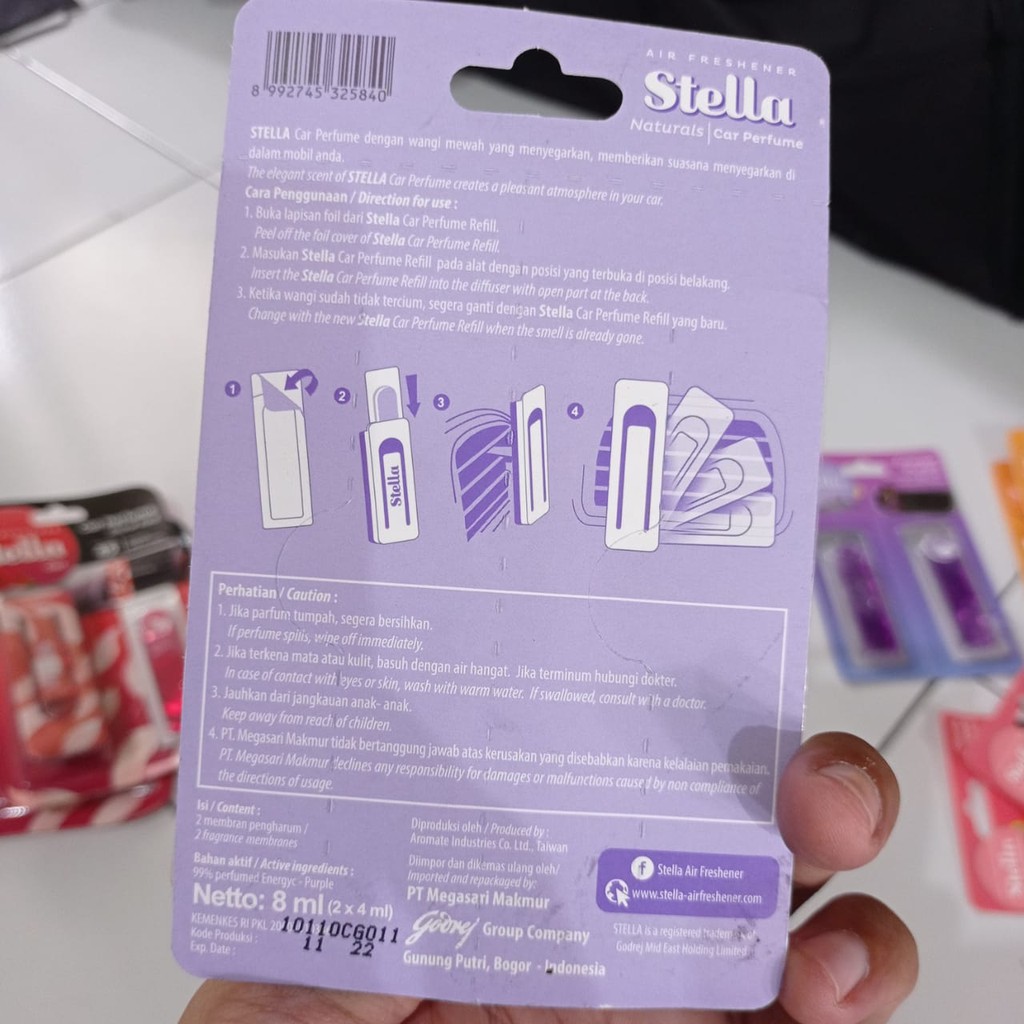 8 992745 325840
AIR FRESHENER
Stella
Naturals | Car Perfume
STELLA Car Perfume dengan wangi mewah yang menyegarkan, memberikan suasana menyegarkan di
dalam mobil anda.
The elegant scent of STELLA Car Perfume creates a pleasant atmosphere in your car.
Cara Penggunaan / Direction for use :
1. Buka lapisan foil dari Stella Car Perfume Refill.
Peel off the foil cover of Stella Car Perfume Refill.
2. Masukan Stella Car Perfume Refill pada alat dengan posisi yang terbuka di posisi belakang.
Insert the Stella Car Perfume Refill into the diffuser with open part at the back.
3. Ketika wangi sudah tidak tercium, segera ganti dengan Stella Car Perfume Refill yang baru.
Change with the new Stella Car Perfume Refill when the smell is already gone.
1 2 3 4
Stella
Perhatian / Caution :
1. Jika parfum tumpah, segera bersihkan.
If perfume spills, wipe off immediately.
2. Jika terkena mata atau kulit, basuh dengan air hangat. Jika terminum hubungi dokter.
In case of contact with eyes or skin, wash with warm water. If swallowed, consult with a doctor.
3. Jauhkan dari jangkauan anak- anak.
Keep away from reach of children.
4. PT. Megasari Makmur tidak bertanggung jawab atas kerusakan yang disebabkan karena kelalaian pemakaian.
PT. Megasari Makmur declines any responsibility for damages or malfunctions caused by non compliance of
the directions of usage.
Isi / Content :
2 membran pengharum /
2 fragrance membranes
Bahan aktif / Active ingredients :
99% perfumed Energyc - Purple
Netto: 8 ml (2 x 4 ml)
KEMENKES RI PKL
Kode Produksi : 10110CG011
Exp. Date : 11 22
Diproduksi oleh / Produced by :
Aromate Industries Co. Ltd., Taiwan
Diimpor dan dikemas ulang oleh/
Imported and repackaged by:
PT Megasari Makmur
Godrej Group Company
Gunung Putri, Bogor - Indonesia
Stella Air Freshener
www.stella-airfreshener.com
STELLA is a registered trademark of
Godrej Mid East Holding Limited
Stella